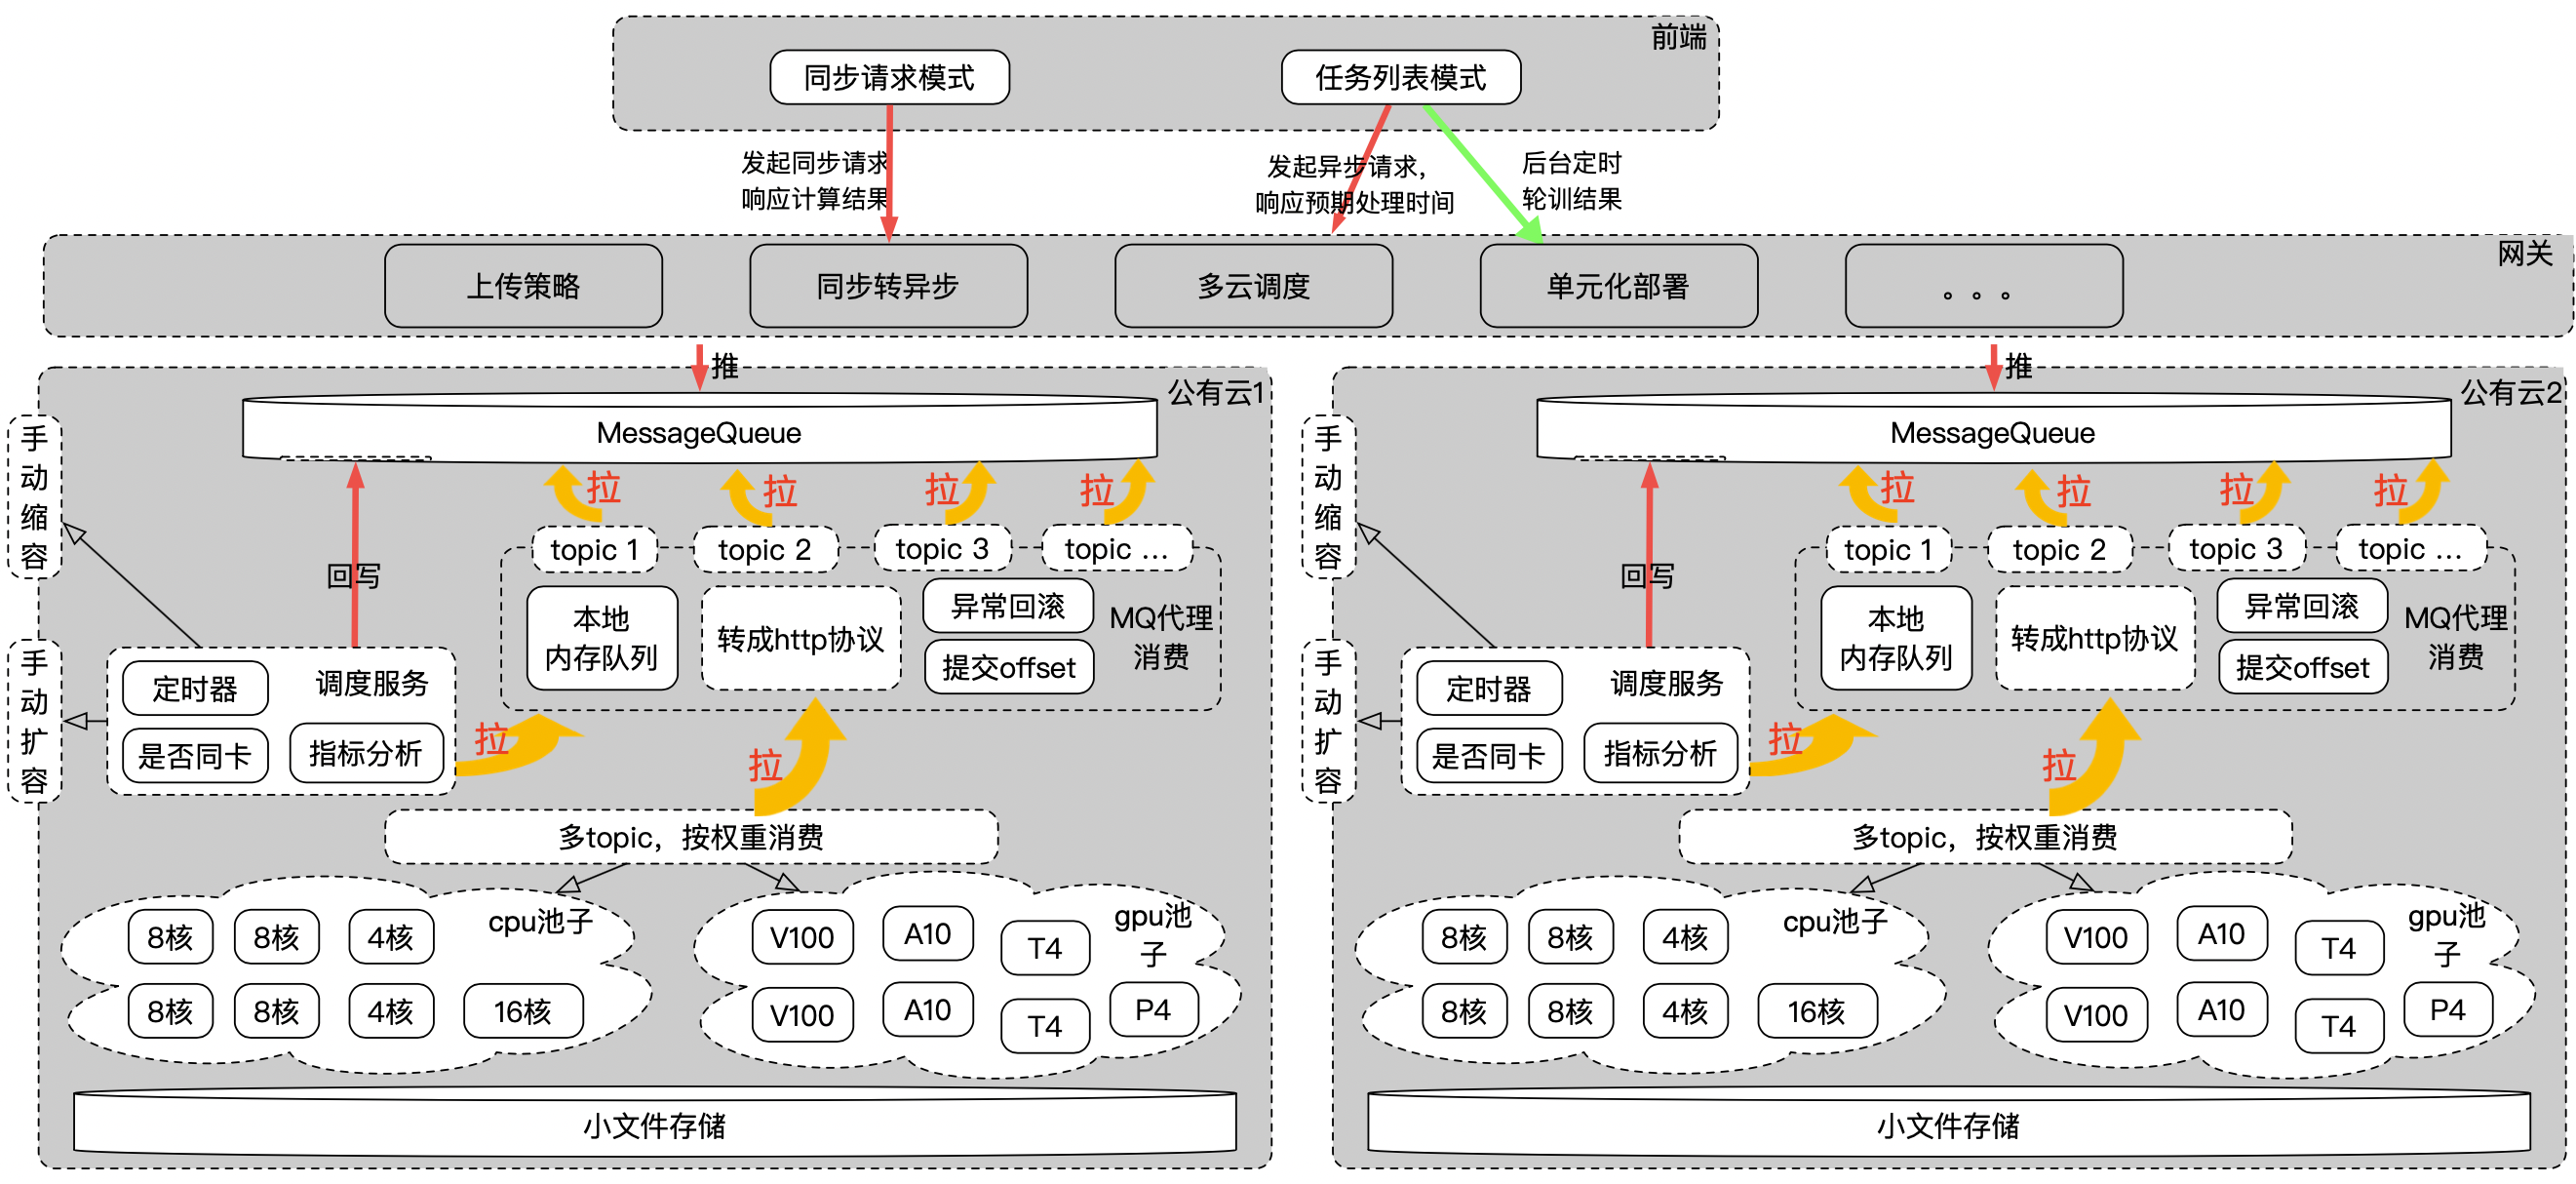 前端
同步请求模式
任务列表模式
发起同步请求
响应计算结果
发起异步请求，
响应预期处理时间
后台定时
轮训结果
网关
上传策略
同步转异步
多云调度
单元化部署
。。。
推
公有云1
MessageQueue
手
动
缩
容
手
动
扩
容
回写
拉
拉
拉
拉
topic 1
topic 2
topic 3
topic ...
本地
内存队列
转成http协议
异常回滚
提交offset
MQ代理
消费
定时器
调度服务
是否同卡
指标分析
拉
拉
多topic，按权重消费
cpu池子
8核
8核
4核
8核
8核
4核
16核
gpu池
子
V100
A10
T4
V100
A10
T4
P4
小文件存储
推
公有云2
MessageQueue
手
动
缩
容
手
动
扩
容
回写
拉
拉
拉
拉
topic 1
topic 2
topic 3
topic ...
本地
内存队列
转成http协议
异常回滚
提交offset
MQ代理
消费
定时器
调度服务
是否同卡
指标分析
拉
拉
多topic，按权重消费
cpu池子
8核
8核
4核
8核
8核
4核
16核
gpu池
子
V100
A10
T4
V100
A10
T4
P4
小文件存储